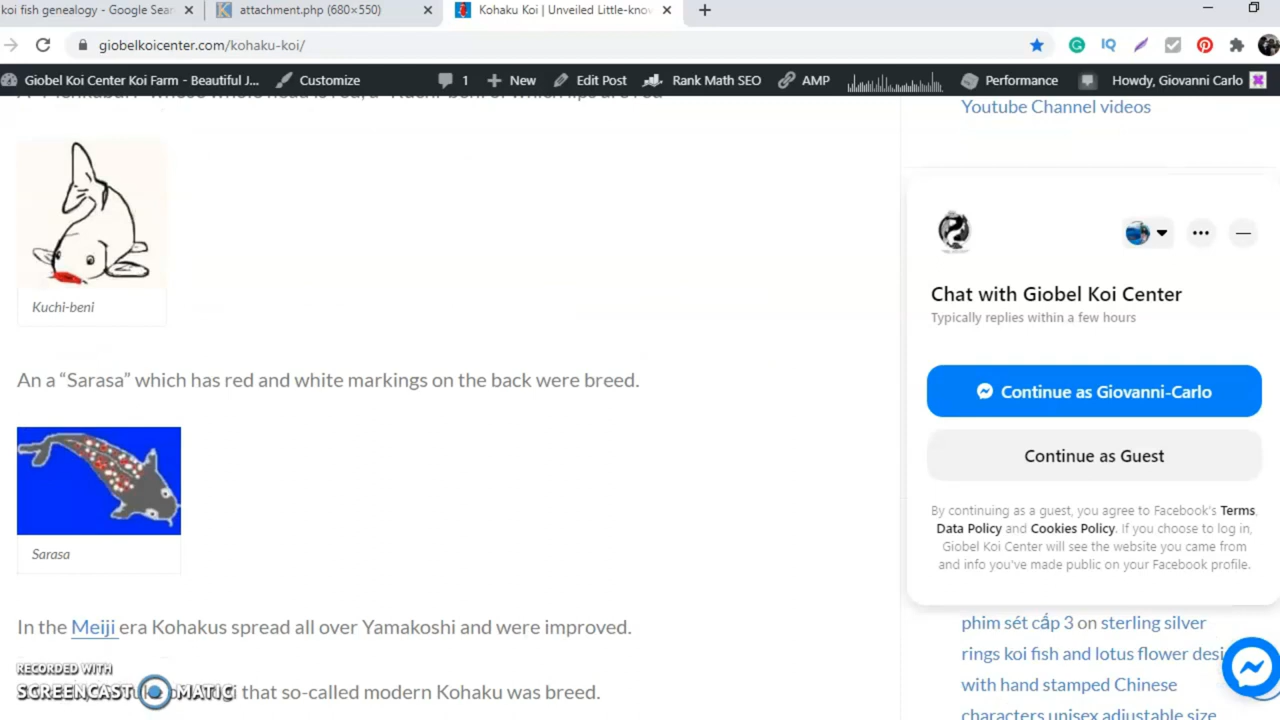 koi fish genealogy - Google Sear
attachment.php (680×550)
Kohaku Koi | Unveiled Little-know
giobelkoicenter.com/kohaku-koi/
Giobel Koi Center Koi Farm - Beautiful J...
Customize
1
New
Edit Post
Rank Math SEO
AMP
Performance
Howdy, Giovanni Carlo
Youtube Channel videos
Kuchi-beni
An a “Sarasa” which has red and white markings on the back were breed.
Sarasa
In the Meiji era Kohakus spread all over Yamakoshi and were improved.
that so-called modern Kohaku was breed.
RECORDED WITH
SCREENCAST-O-MATIC
Chat with Giobel Koi Center
Typically replies within a few hours
Continue as Giovanni-Carlo
Continue as Guest
By continuing as a guest, you agree to Facebook's Terms,
Data Policy and Cookies Policy. If you choose to log in,
Giobel Koi Center will see the website you came from
and info you've made public on your Facebook profile.
phim sét cấp 3 on sterling silver
rings koi fish and lotus flower desi
with hand stamped Chinese
characters unisex adjustable size